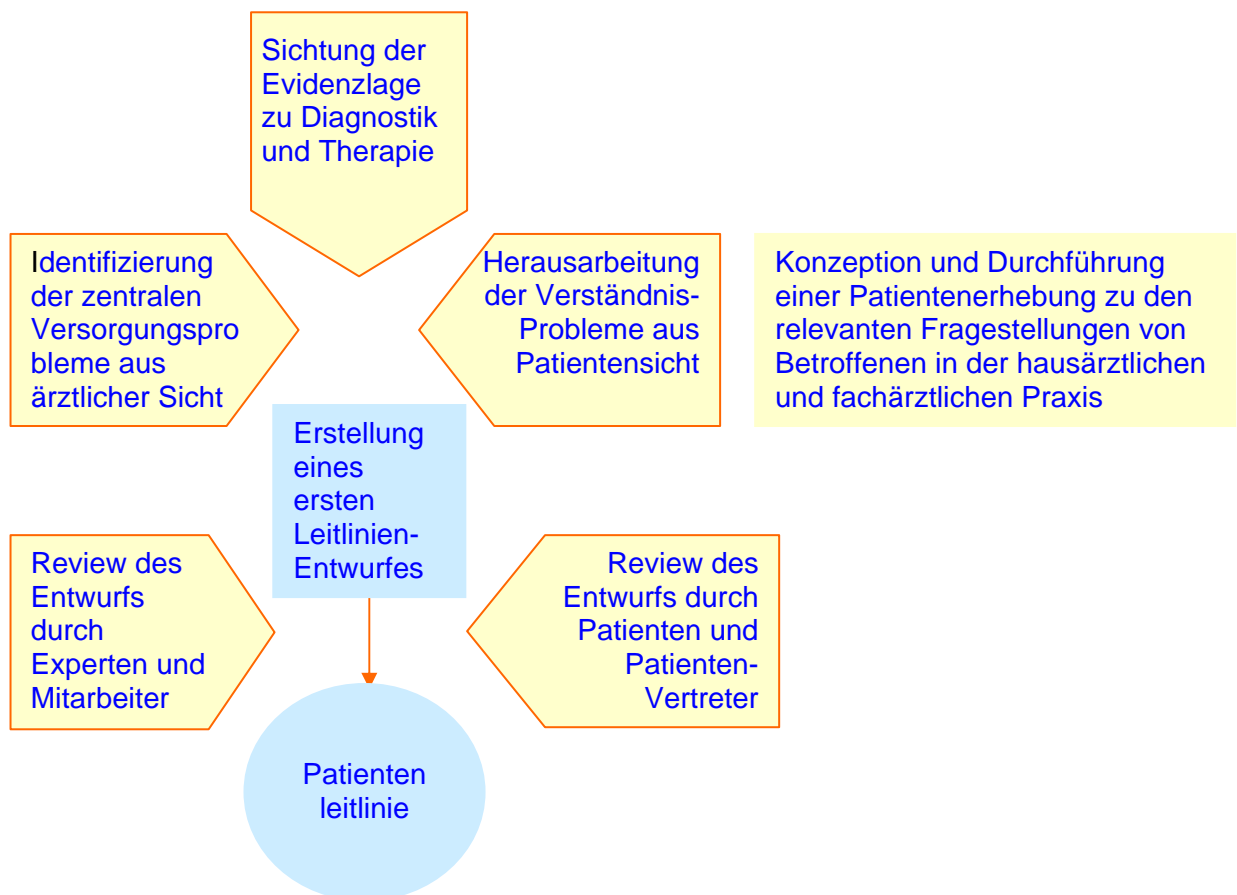 Sichtung der
Evidenzlage
zu Diagnostik
und Therapie
Identifizierung
der zentralen
Versorgungspro
bleme aus
ärztlicher Sicht
Herausarbeitung
der Verständnis-
Probleme aus
Patientensicht
Konzeption und Durchführung
einer Patientenerhebung zu den
relevanten Fragestellungen von
Betroffenen in der hausärztlichen
und fachärztlichen Praxis
Erstellung
eines
ersten
Leitlinien-
Entwurfes
Review des
Entwurfs
durch
Experten und
Mitarbeiter
Review des
Entwurfs durch
Patienten und
Patienten-
Vertreter
Patienten
leitlinie